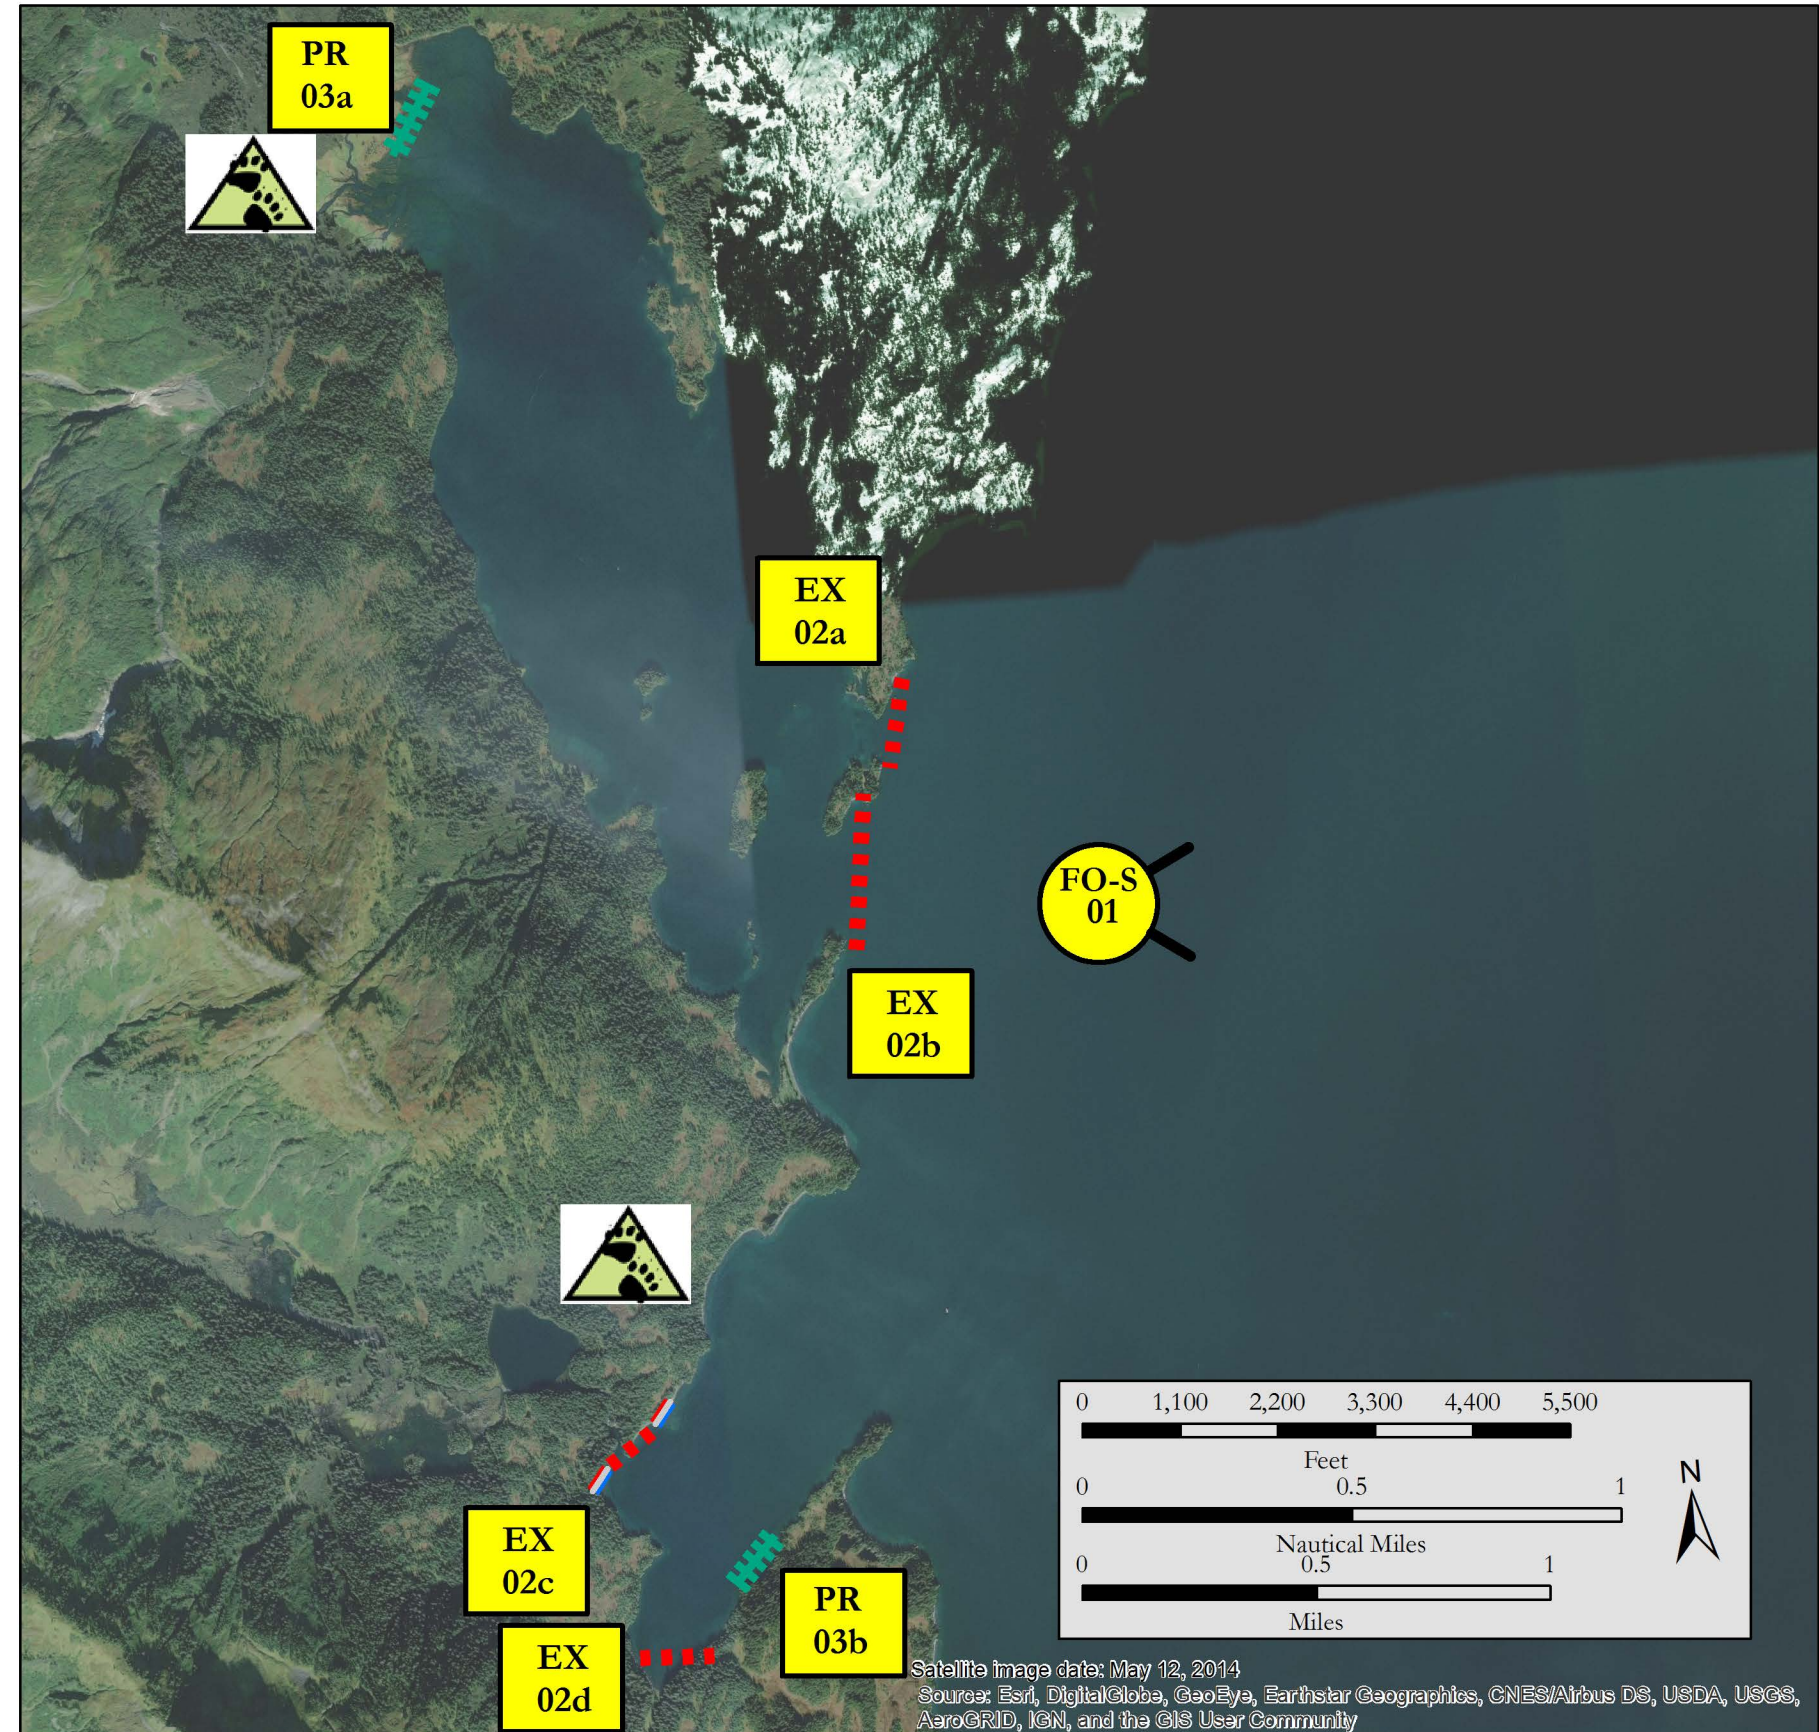 PR
03a
EX
02a
FO-S
01
EX
02b
EX
02c
PR
03b
EX
02d
0 1,100 2,200 3,300 4,400 5,500
Feet
0 0.5 1
Nautical Miles
0 0.5 1
Miles
N
Satellite image date: May 12, 2014
Source: Esri, DigitalGlobe, GeoEye, Earthstar Geographics, CNES/Airbus DS, USDA, USGS,
AeroGRID, IGN, and the GIS User Community